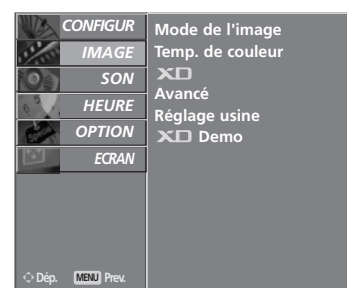 CONFIGUR
IMAGE
SON
HEURE
OPTION
ECRAN
Mode de l'image
Temp. de couleur
XD
Avancé
Réglage usine
XD Demo
Dép. MENU Prev.